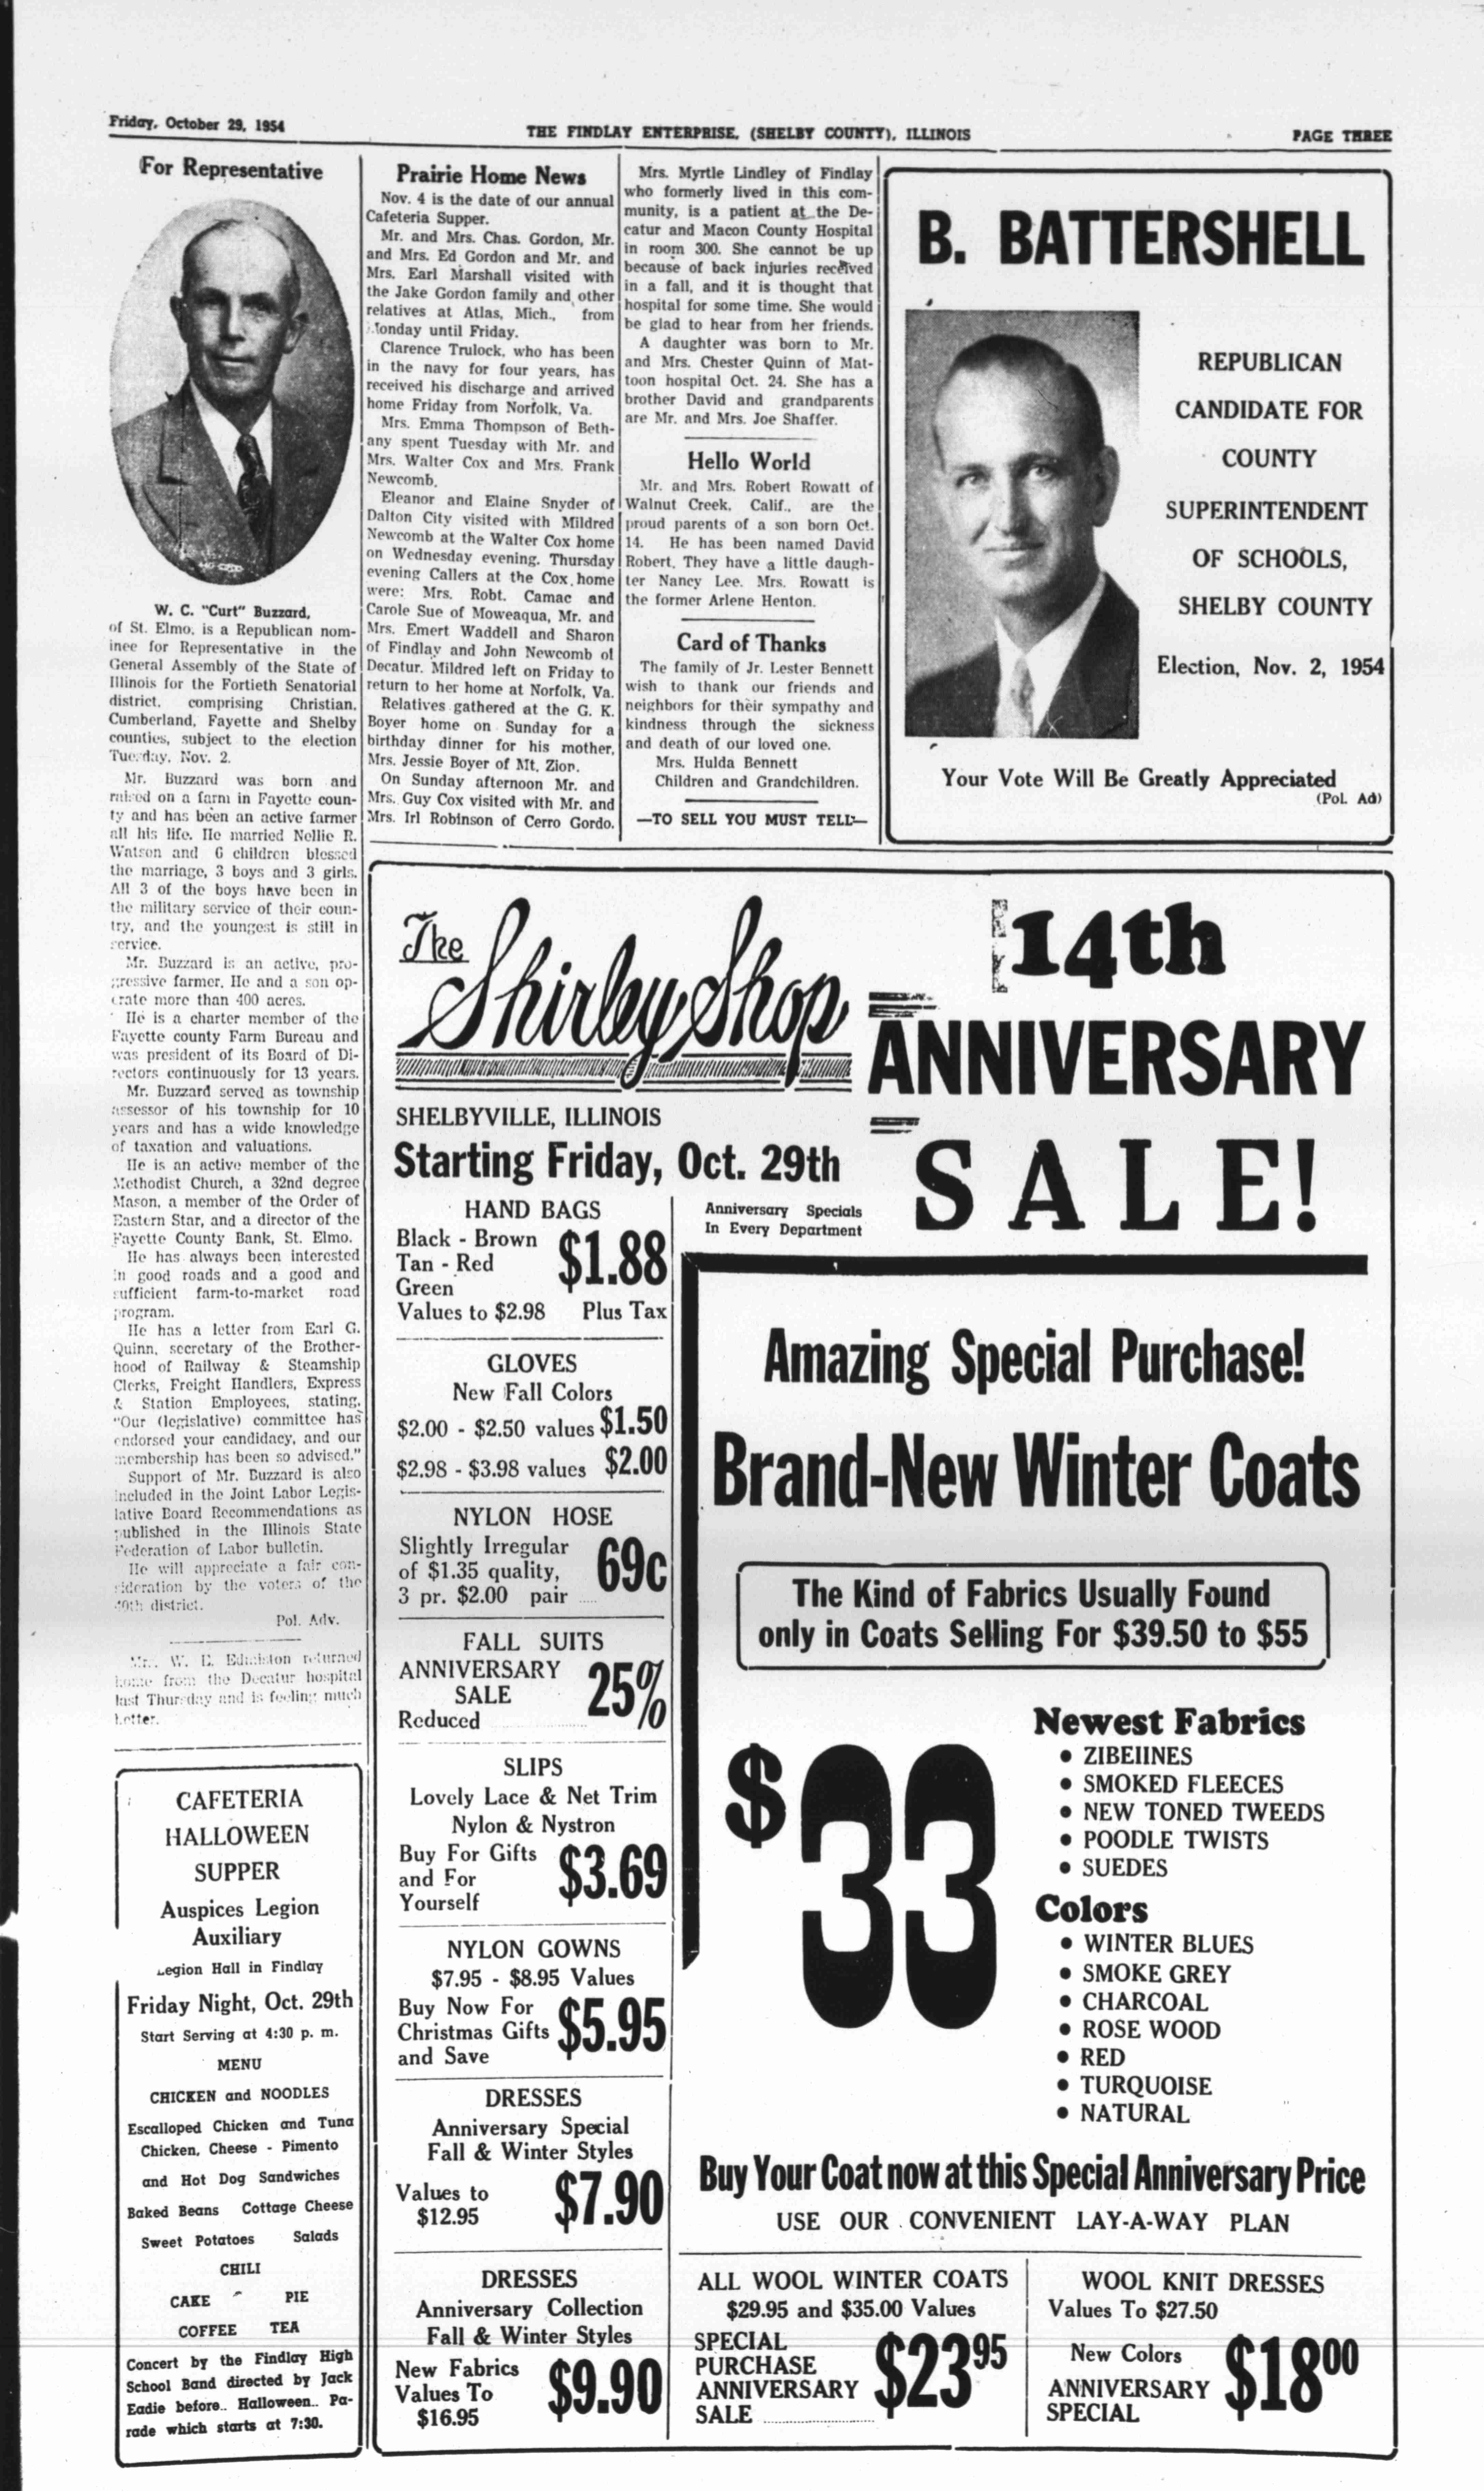 Friday, October 29, 1954
THE FINDLAY ENTERPRISE, (SHELBY COUNTY), ILLINOIS
PAGE THREE
For Representative
W. C. "Curt" Buzzard,
of St. Elmo, is a Republican nom-
inee for Representative in the
General Assembly of the State of
Illinois for the Fortieth Senatorial
district, comprising Christian,
Cumberland, Fayette and Shelby
counties, subject to the election
Tuesday, Nov. 2.
Mr. Buzzard was born and
raised on a farm in Fayette coun-
ty and has been an active farmer
all his life. He married Nellie R.
Watson and 6 children blessed
the marriage, 3 boys and 3 girls.
All 3 of the boys have been in
the military service of their coun-
try, and the youngest is still in
service.
Mr. Buzzard is an active, pro-
gressive farmer. He and a son op-
erate more than 400 acres.
He is a charter member of the
Fayette county Farm Bureau and
was president of its Board of Di-
rectors continuously for 13 years.
Mr. Buzzard served as township
assessor of his township for 10
years and has a wide knowledge
of taxation and valuations.
He is an active member of the
Methodist Church, a 32nd degree
Mason, a member of the Order of
Eastern Star, and a director of the
Fayette County Bank, St. Elmo.
He has always been interested
in good roads and a good and
sufficient farm-to-market road
program.
He has a letter from Earl G.
Quinn, secretary of the Brother-
hood of Railway & Steamship
Clerks, Freight Handlers, Express
& Station Employees, stating,
"Our (legislative) committee has
endorsed your candidacy, and our
membership has been so advised."
Support of Mr. Buzzard is also
included in the Joint Labor Legis-
lative Board Recommendations as
published in the Illinois State
Federation of Labor bulletin.
He will appreciate a fair con-
sideration by the voters of the
40th district.
Pol. Adv.
W. E. Edmiston returned
home from the Decatur hospital
last Thursday and is feeling much
better.
CAFETERIA
HALLOWEEN
SUPPER
Auspices Legion
Auxiliary
Legion Hall in Findlay
Friday Night, Oct. 29th
Start Serving at 4:30 p. m.
MENU
CHICKEN and NOODLES
Escalloped Chicken and Tuna
Chicken, Cheese - Pimento
and Hot Dog Sandwiches
Baked Beans Cottage Cheese
Sweet Potatoes Salads
CHILI
CAKE PIE
COFFEE TEA
Concert by the Findlay High
School Band directed by Jack
Eadie before.. Halloween.. Pa-
rade which starts at 7:30.
Prairie Home News
Nov. 4 is the date of our annual
Cafeteria Supper.
Mr. and Mrs. Chas. Gordon, Mr.
and Mrs. Ed Gordon and Mr. and
Mrs. Earl Marshall visited with
the Jake Gordon family and other
relatives at Atlas, Mich., from
Monday until Friday.
Clarence Trulock, who has been
in the navy for four years, has
received his discharge and arrived
home Friday from Norfolk, Va.
Mrs. Emma Thompson of Beth-
any spent Tuesday with Mr. and
Mrs. Walter Cox and Mrs. Frank
Newcomb.
Eleanor and Elaine Snyder of
Dalton City visited with Mildred
Newcomb at the Walter Cox home
on Wednesday evening. Thursday
evening Callers at the Cox home
were: Mrs. Robt. Camac and
Carole Sue of Moweaqua, Mr. and
Mrs. Emert Waddell and Sharon
of Findlay and John Newcomb of
Decatur. Mildred left on Friday to
return to her home at Norfolk, Va.
Relatives gathered at the G. K.
Boyer home on Sunday for a
birthday dinner for his mother,
Mrs. Jessie Boyer of Mt. Zion.
On Sunday afternoon Mr. and
Mrs. Guy Cox visited with Mr. and
Mrs. Irl Robinson of Cerro Gordo.
Mrs. Myrtle Lindley of Findlay
who formerly lived in this com-
munity, is a patient at the De-
catur and Macon County Hospital
in room 300. She cannot be up
because of back injuries received
in a fall, and it is thought that
hospital for some time. She would
be glad to hear from her friends.
A daughter was born to Mr.
and Mrs. Chester Quinn of Mat-
toon hospital Oct. 24. She has a
brother David and grandparents
are Mr. and Mrs. Joe Shaffer.
Hello World
Mr. and Mrs. Robert Rowatt of
Walnut Creek, Calif., are the
proud parents of a son born Oct.
14. He has been named David
Robert. They have a little daugh-
ter Nancy Lee. Mrs. Rowatt is
the former Arlene Henton.
Card of Thanks
The family of Jr. Lester Bennett
wish to thank our friends and
neighbors for their sympathy and
kindness through the sickness
and death of our loved one.
Mrs. Hulda Bennett
Children and Grandchildren.
—TO SELL YOU MUST TELL—
B. BATTERSHELL
REPUBLICAN
CANDIDATE FOR
COUNTY
SUPERINTENDENT
OF SCHOOLS,
SHELBY COUNTY
Election, Nov. 2, 1954
Your Vote Will Be Greatly Appreciated
(Pol. Ad)
The Shirley Shop
SHELBYVILLE, ILLINOIS
14th
ANNIVERSARY
SALE!
Starting Friday, Oct. 29th
Anniversary Specials
In Every Department
HAND BAGS
Black - Brown
Tan - Red
Green
$1.88
Values to $2.98 Plus Tax
GLOVES
New Fall Colors
$2.00 - $2.50 values $1.50
$2.98 - $3.98 values $2.00
NYLON HOSE
Slightly Irregular
of $1.35 quality,
3 pr. $2.00 pair ....
69c
FALL SUITS
ANNIVERSARY
SALE
Reduced
25%
SLIPS
Lovely Lace & Net Trim
Nylon & Nystron
Buy For Gifts
and For
Yourself
$3.69
NYLON GOWNS
$7.95 - $8.95 Values
Buy Now For
Christmas Gifts
and Save
$5.95
DRESSES
Anniversary Special
Fall & Winter Styles
Values to
$12.95
$7.90
DRESSES
Anniversary Collection
Fall & Winter Styles
New Fabrics
Values To
$16.95
$9.90
Amazing Special Purchase!
Brand-New Winter Coats
The Kind of Fabrics Usually Found
only in Coats Selling For $39.50 to $55
$33
Newest Fabrics
• ZIBEIINES
• SMOKED FLEECES
• NEW TONED TWEEDS
• POODLE TWISTS
• SUEDES
Colors
• WINTER BLUES
• SMOKE GREY
• CHARCOAL
• ROSE WOOD
• RED
• TURQUOISE
• NATURAL
Buy Your Coat now at this Special Anniversary Price
USE OUR CONVENIENT LAY-A-WAY PLAN
ALL WOOL WINTER COATS
$29.95 and $35.00 Values
SPECIAL
PURCHASE
ANNIVERSARY
SALE
$23 95
WOOL KNIT DRESSES
Values To $27.50
New Colors
ANNIVERSARY
SPECIAL
$18 00